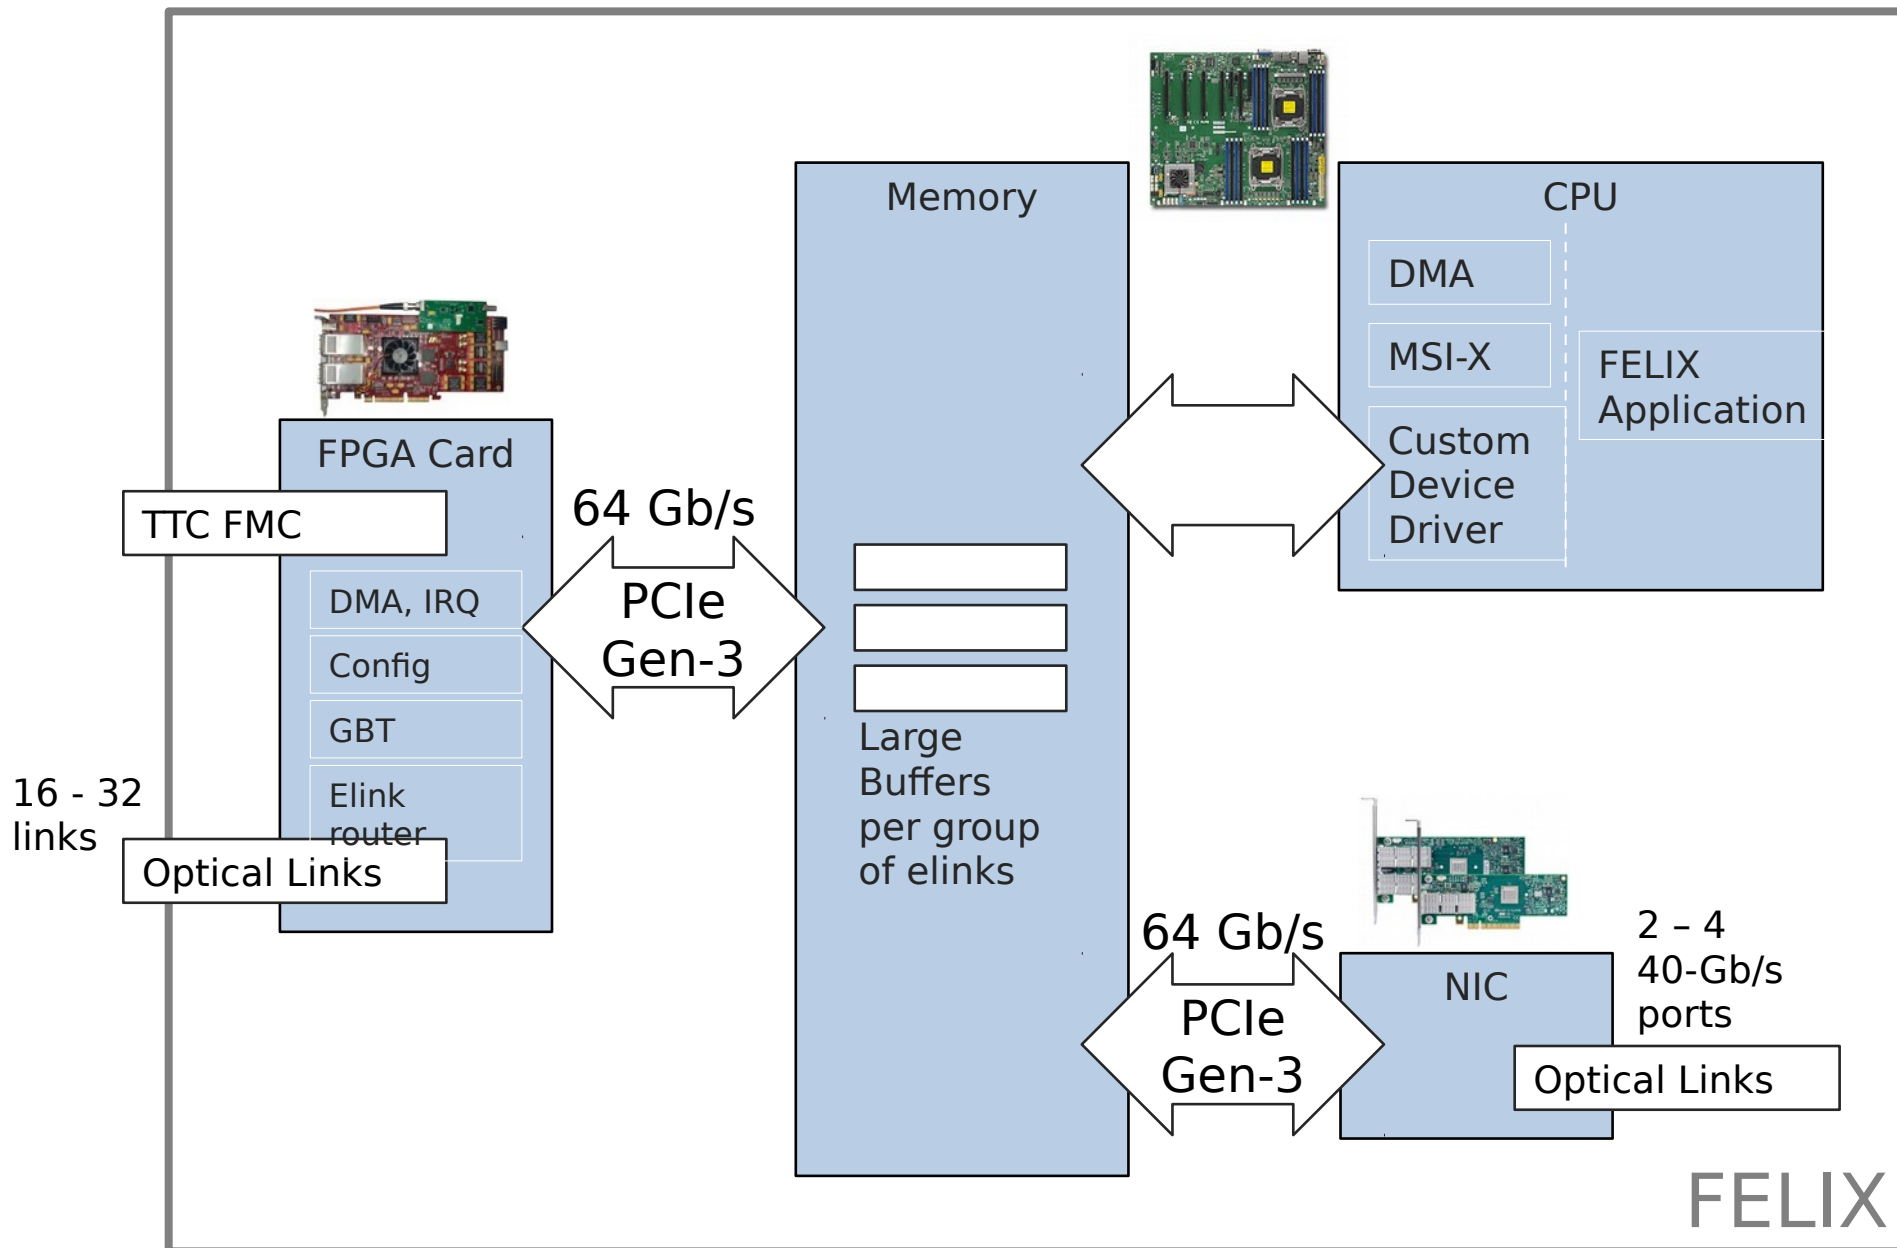 Memory
CPU
DMA
MSI-X
Custom
Device
Driver
FELIX
Application
FPGA Card
TTC FMC
DMA, IRQ
Config
GBT
Elink
router
16 - 32
links
Optical Links
64 Gb/s
PCIe
Gen-3
Large
Buffers
per group
of elinks
64 Gb/s
PCIe
Gen-3
NIC
2 – 4
40-Gb/s
ports
Optical Links
FELIX